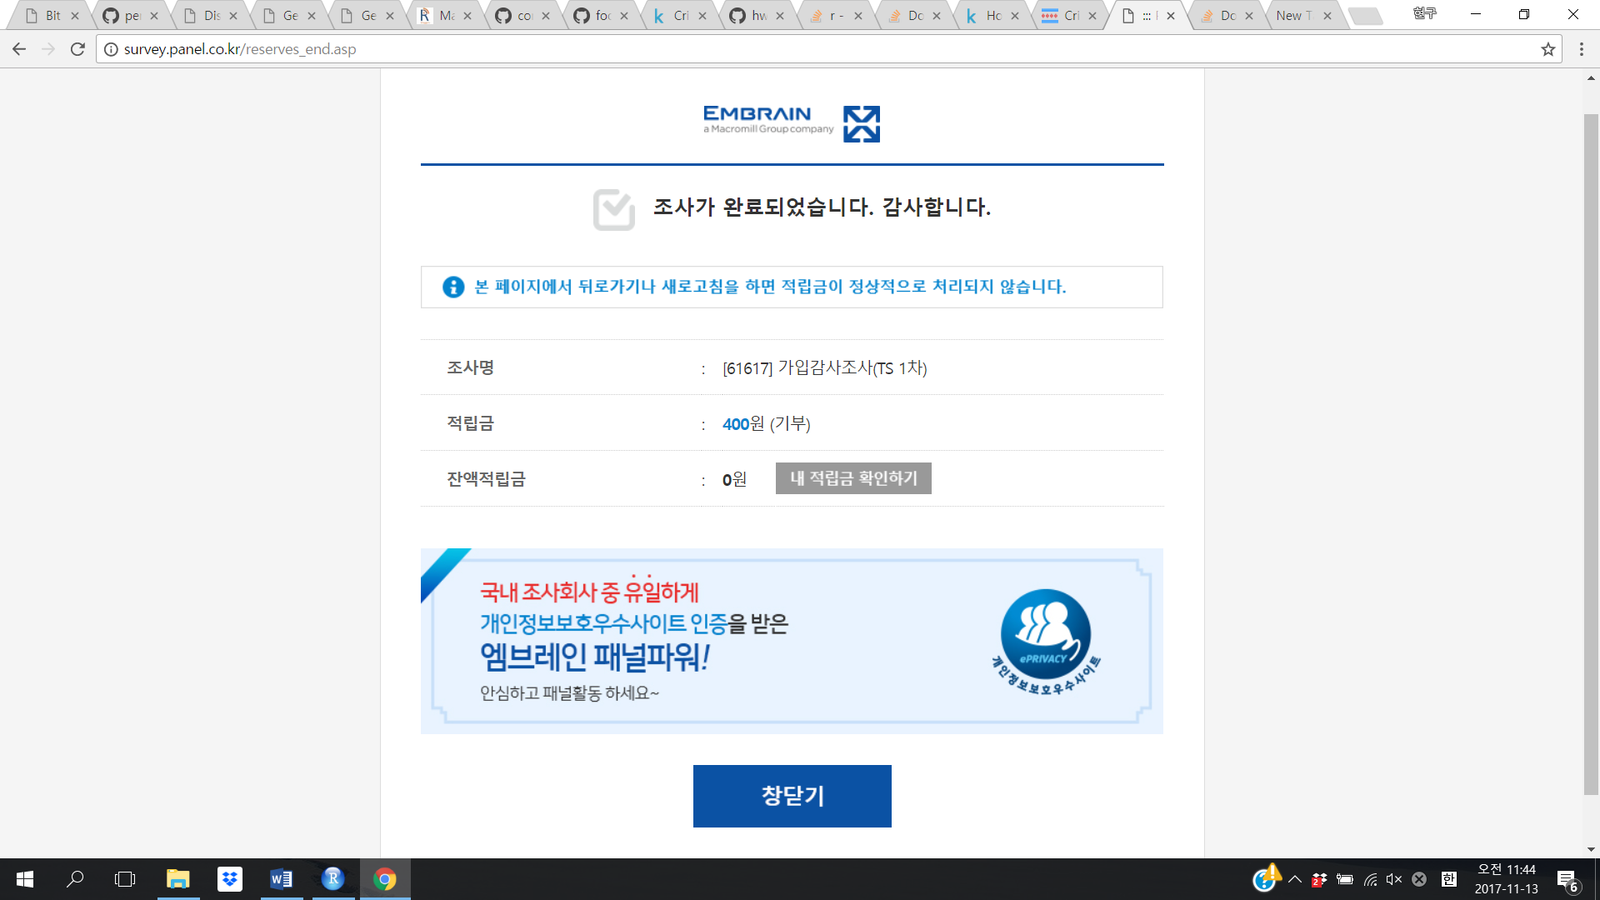 Bit
per
Dis
Ge
Ge
Ma
co
foo
Cri
hw
r -
Do
Ho
Cri
::: |
Do
New T
현구
survey.panel.co.kr/reserves_end.asp
EMBRAIN
a Macromill Group company
조사가 완료되었습니다. 감사합니다.
본 페이지에서 뒤로가기나 새로고침을 하면 적립금이 정상적으로 처리되지 않습니다.
조사명 : [61617] 가입감사조사(TS 1차)
적립금 : 400원 (기부)
잔액적립금 : 0원 내 적립금 확인하기
국내 조사회사 중 유일하게
개인정보보호우수사이트 인증을 받은
엠브레인 패널파워!
안심하고 패널활동 하세요~
ePRIVACY
개인정보보호우수사이트
창닫기
한
오전 11:44
2017-11-13
6